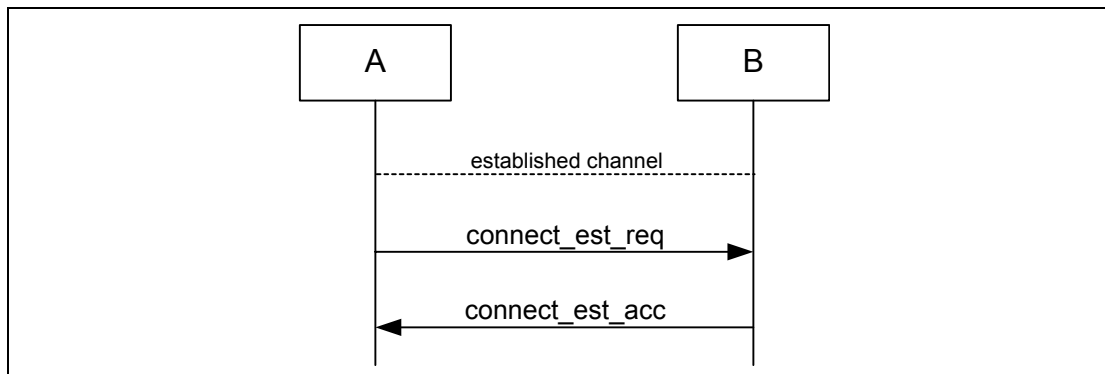 A
B
established channel
connect_est_req
connect_est_acc